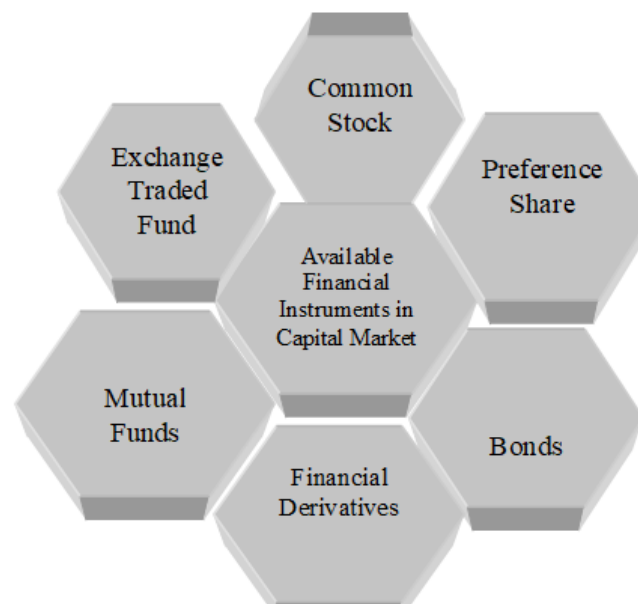 Common
Stock
Exchange
Traded
Fund
Preference
Share
Available
Financial
Instruments in
Capital Market
Mutual
Funds
Bonds
Financial
Derivatives